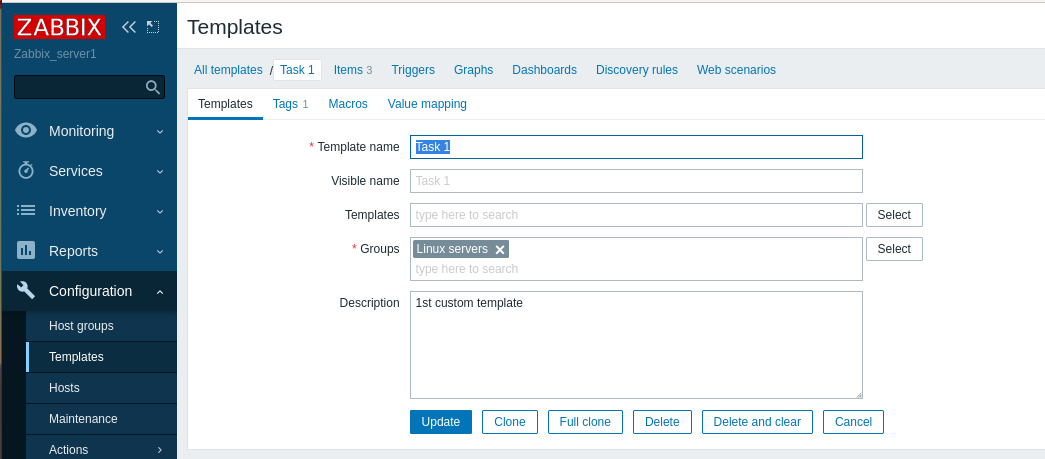 ZABBIX
Zabbix_server1
Monitoring
Services
Inventory
Reports
Configuration
Host groups
Templates
Hosts
Maintenance
Actions
Templates
All templates / Task 1 Items 3 Triggers Graphs Dashboards Discovery rules Web scenarios
Templates Tags 1 Macros Value mapping
* Template name Task 1
Visible name Task 1
Templates type here to search Select
* Groups Linux servers Select
type here to search
Description 1st custom template
Update Clone Full clone Delete Delete and clear Cancel